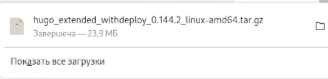 hugo_extended_withdeploy_0.144.2_linux-amd64.tar.gz
Завершена — 23,9 МБ
Показать все загрузки